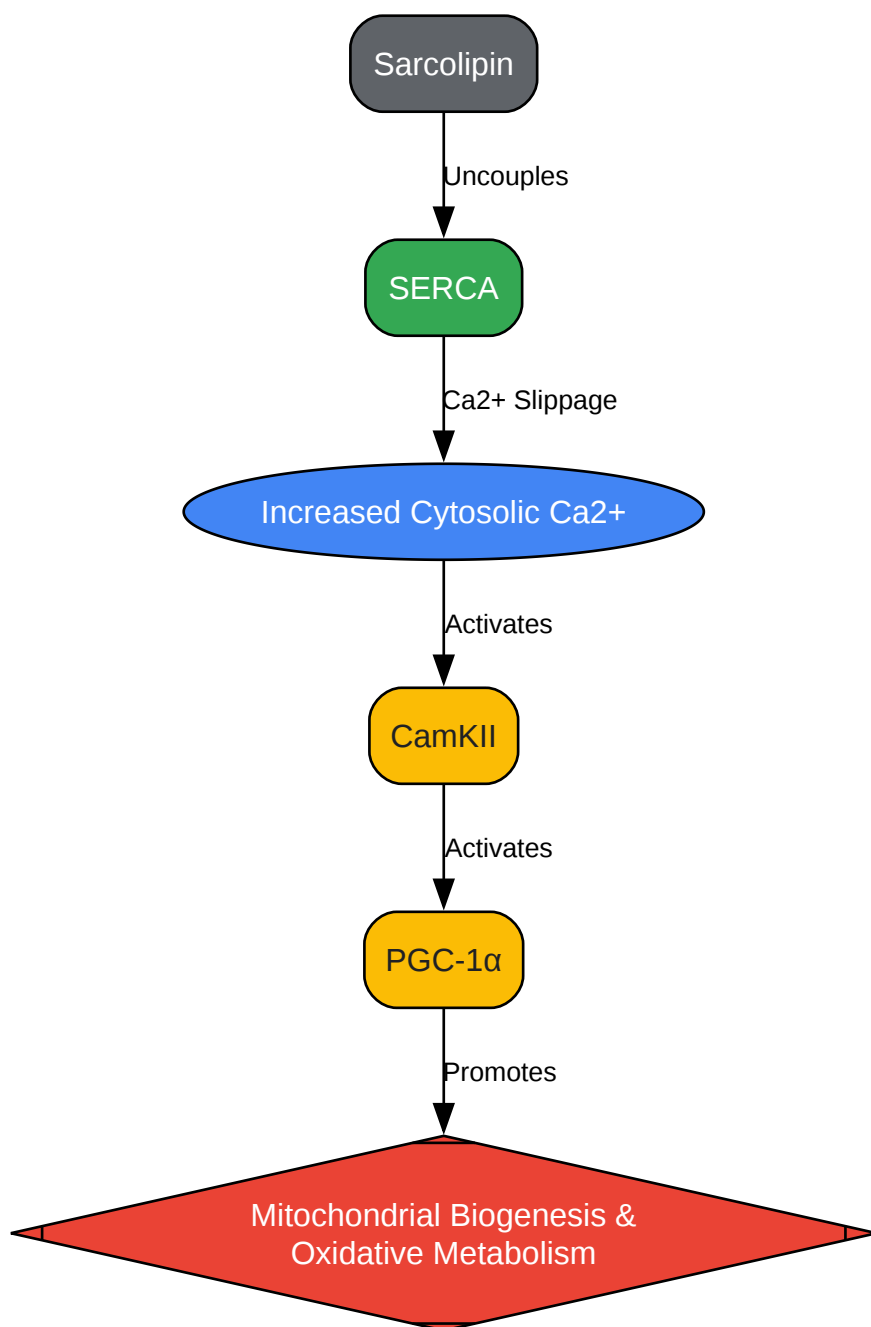 Sarcolipin
Uncouples
SERCA
Ca2+ Slippage
Increased Cytosolic Ca2+
Activates
CamKII
Activates
PGC-1α
Promotes
Mitochondrial Biogenesis &
Oxidative Metabolism